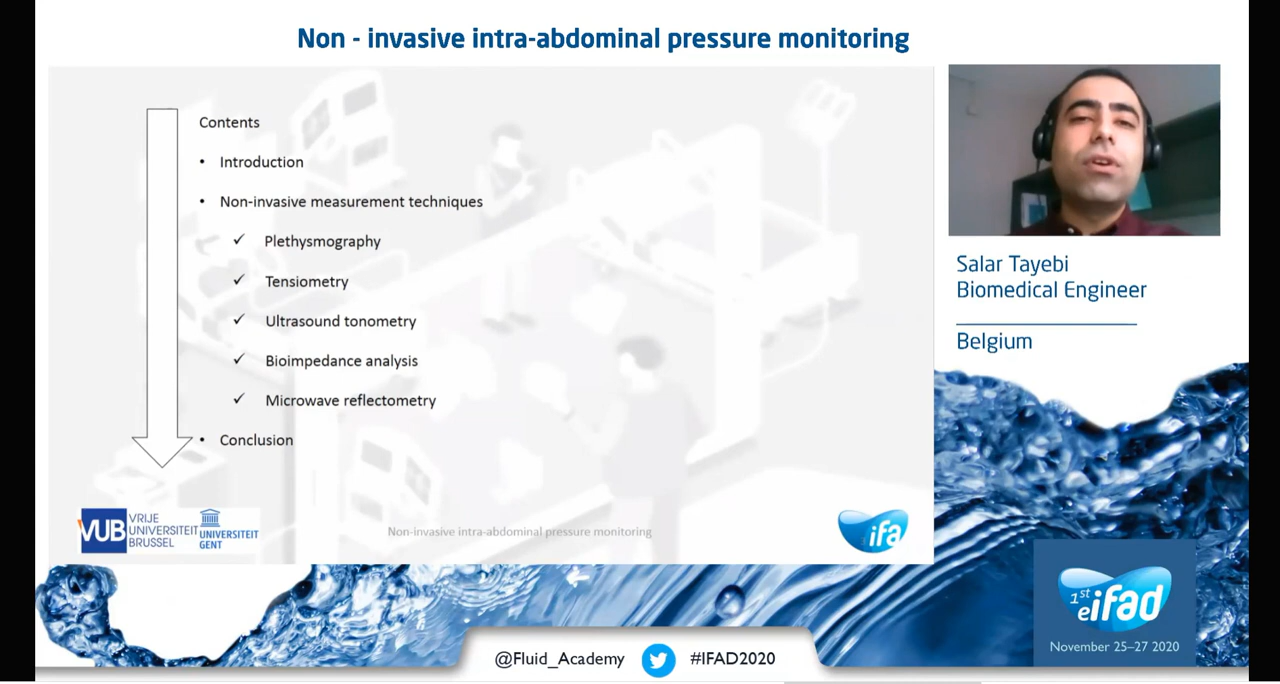 Non - invasive intra-abdominal pressure monitoring
Contents
• Introduction
• Non-invasive measurement techniques
✓ Plethysmography
✓ Tensiometry
✓ Ultrasound tonometry
✓ Bioimpedance analysis
✓ Microwave reflectometry
• Conclusion
VUB
VRIJE
UNIVERSITEIT
BRUSSEL
UNIVERSITEIT
GENT
Non-invasive intra-abdominal pressure monitoring
ifa
Salar Tayebi
Biomedical Engineer
Belgium
1st
eifad
November 25–27 2020
@Fluid_Academy
#IFAD2020